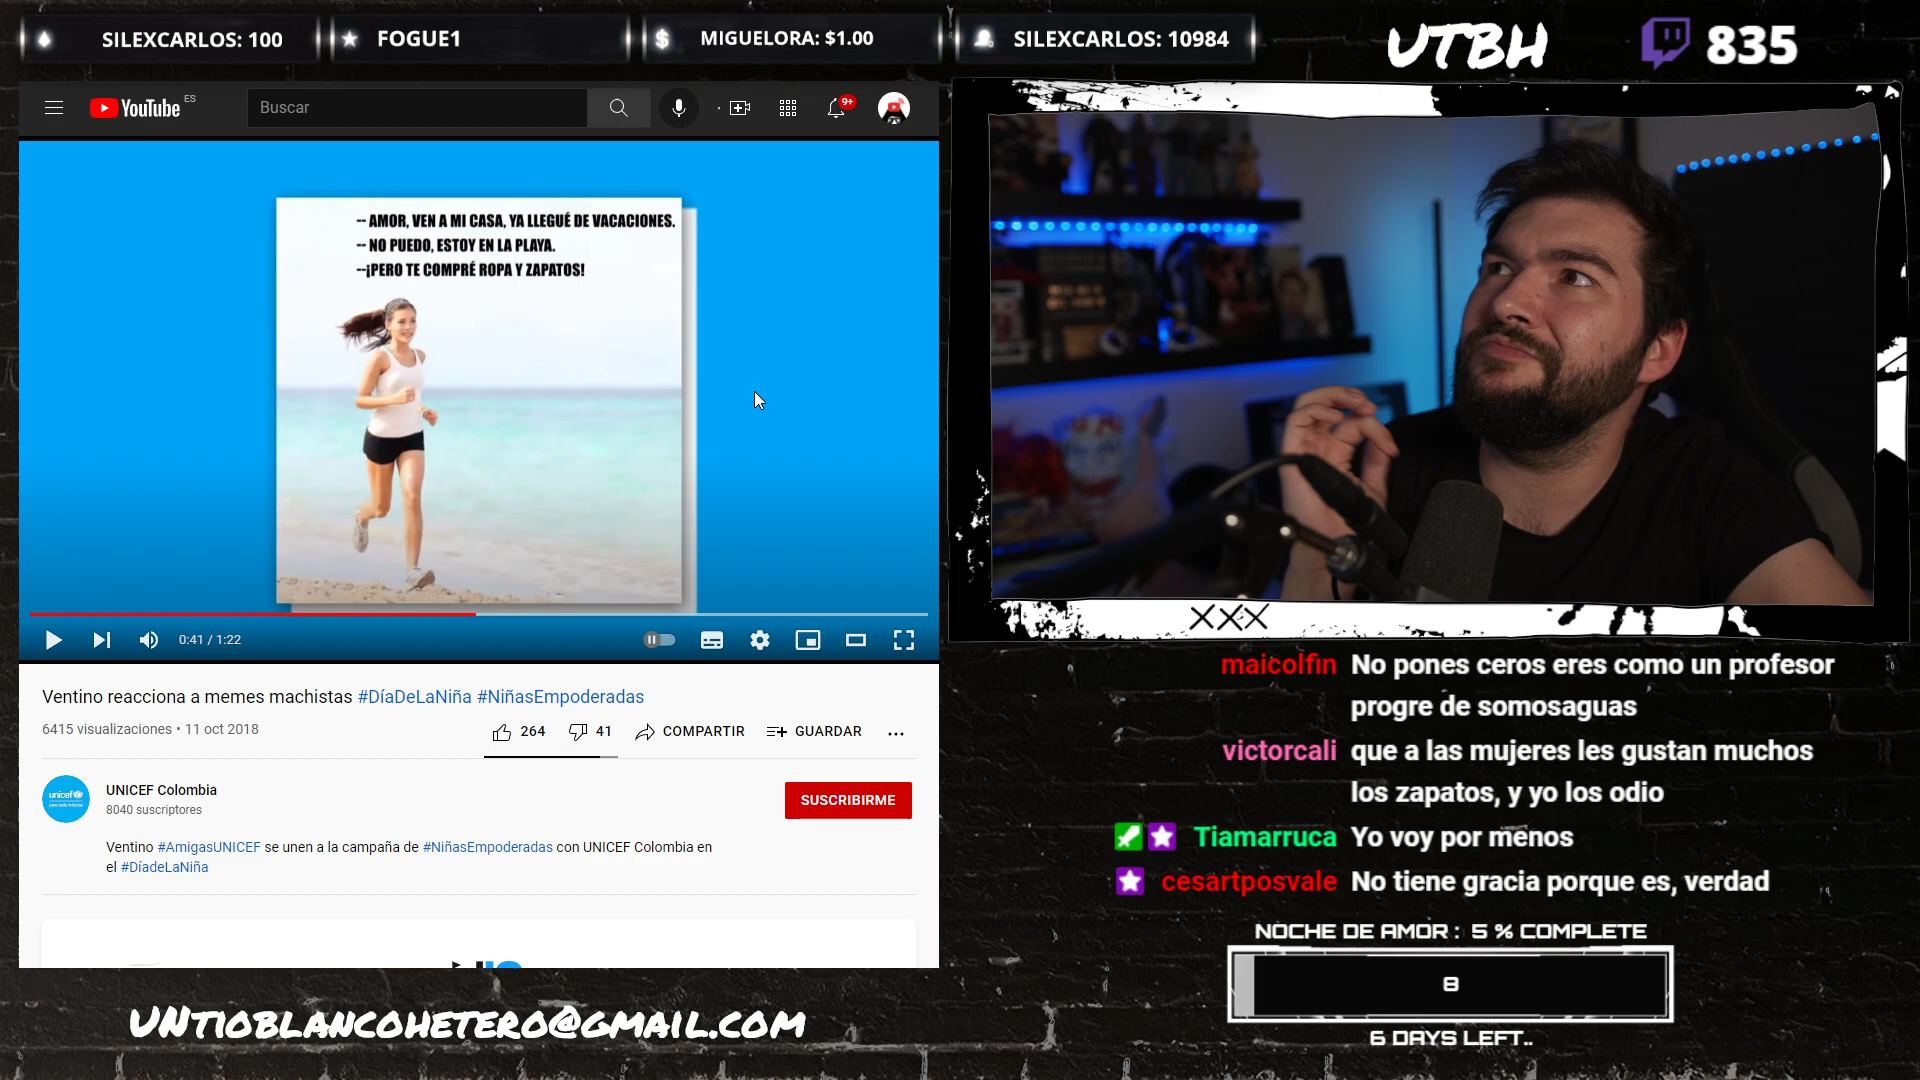 SILEXCARLOS: 100
FOGUE1
MIGUELORA: $1.00
SILEXCARLOS: 10984
UTBH
835
YouTube ES
Buscar
9+
-- AMOR, VEN A MI CASA, YA LLEGUÉ DE VACACIONES.
-- NO PUEDO, ESTOY EN LA PLAYA.
--¡PERO TE COMPRÉ ROPA Y ZAPATOS!
0:41 / 1:22
Ventino reacciona a memes machistas #DíaDeLaNiña #NiñasEmpoderadas
6415 visualizaciones • 11 oct 2018
264
41
COMPARTIR
GUARDAR
unicef
UNICEF Colombia
8040 suscriptores
SUSCRIBIRME
Ventino #AmigasUNICEF se unen a la campaña de #NiñasEmpoderadas con UNICEF Colombia en
el #DíadeLaNiña
UNtioblancohetero@gmail.com
XXX
maicolfin No pones ceros eres como un profesor
progre de somosaguas
victorcali que a las mujeres les gustan muchos
los zapatos, y yo los odio
Tiamarruca Yo voy por menos
cesartposvale No tiene gracia porque es, verdad
NOCHE DE AMOR : 5 % COMPLETE
8
6 DAYS LEFT..